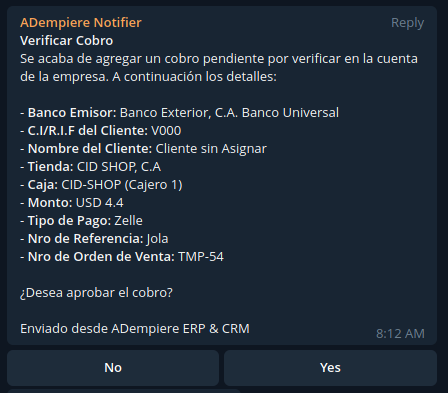 ADempiere Notifier Reply
Verificar Cobro
Se acaba de agregar un cobro pendiente por verificar en la cuenta
de la empresa. A continuación los detalles:
- Banco Emisor: Banco Exterior, C.A. Banco Universal
- C.I/R.I.F del Cliente: V000
- Nombre del Cliente: Cliente sin Asignar
- Tienda: CID SHOP, C.A
- Caja: CID-SHOP (Cajero 1)
- Monto: USD 4.4
- Tipo de Pago: Zelle
- Nro de Referencia: Jola
- Nro de Orden de Venta: TMP-54
¿Desea aprobar el cobro?
Enviado desde ADempiere ERP & CRM
8:12 AM
No Yes